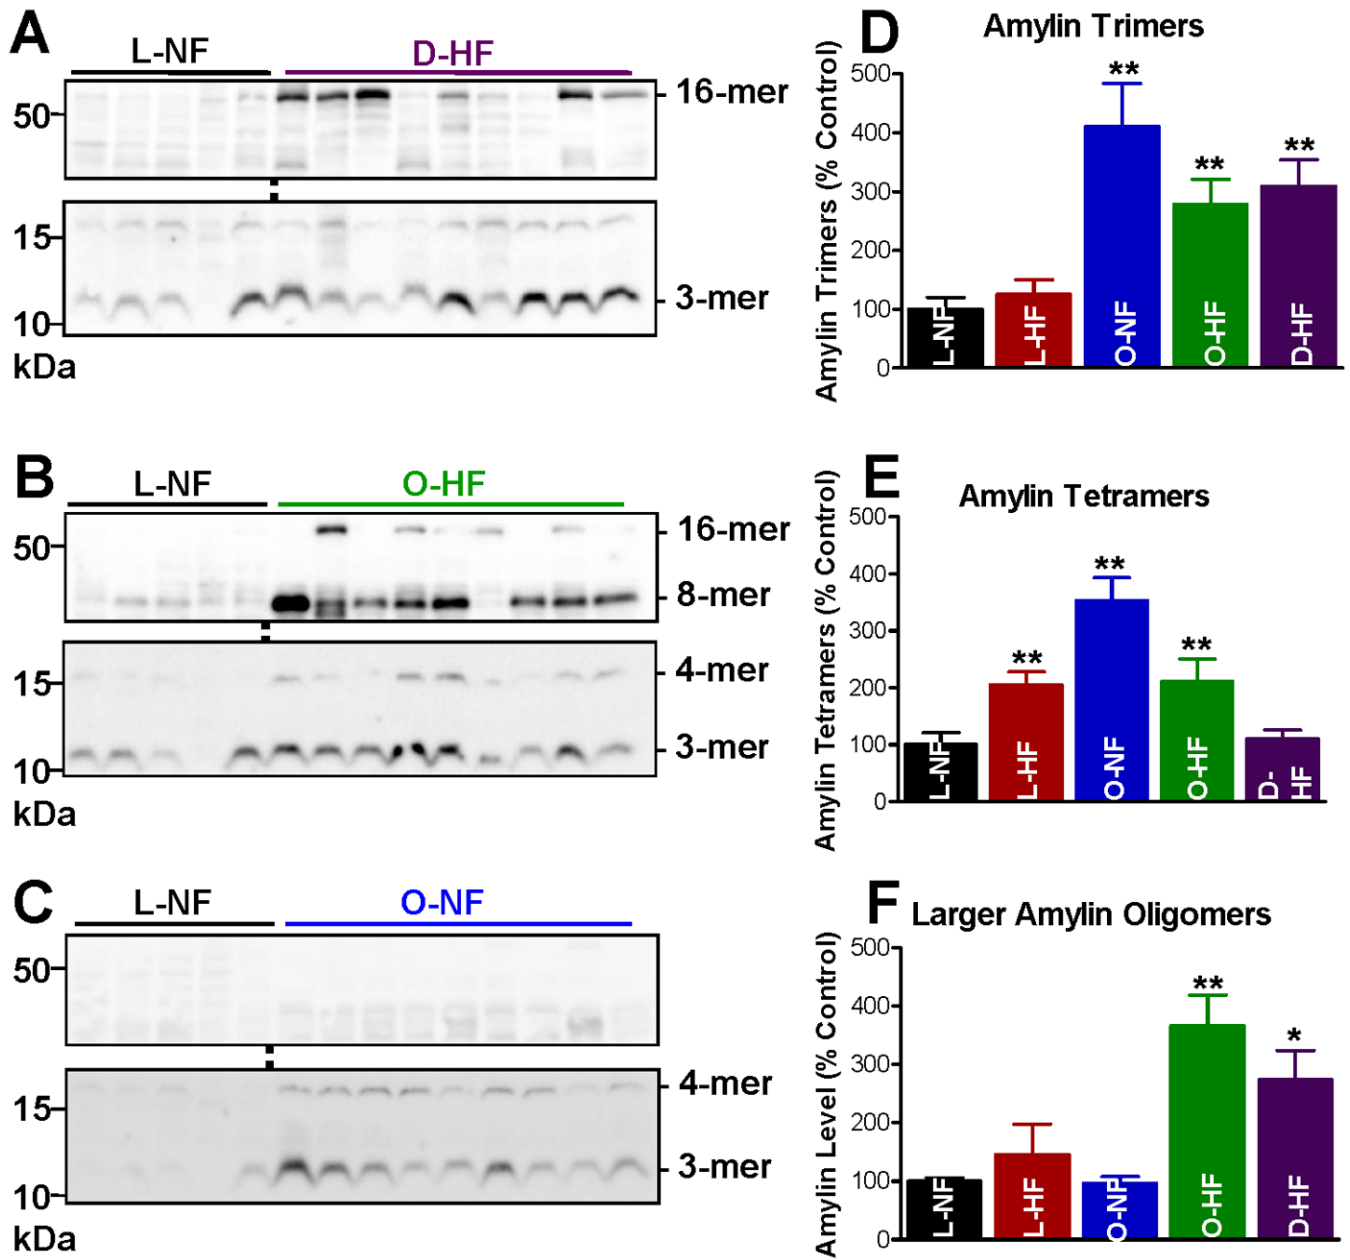 A
L-NF
D-HF
50
16-mer
15
10
3-mer
kDa
B
L-NF
O-HF
50
16-mer
8-mer
15
4-mer
10
3-mer
kDa
C
L-NF
O-NF
50
15
4-mer
10
3-mer
kDa
D
Amylin Trimers
Amylin Trimers (% Control)
500
400
300
200
100
0
**
**
**
L-NF
L-HF
O-NF
O-HF
D-HF
E
Amylin Tetramers
Amylin Tetramers (% Control)
500
400
300
200
100
0
**
**
**
L-NF
L-HF
O-NF
O-HF
D-
HF
F
Larger Amylin Oligomers
Amylin Level (% Control)
500
400
300
200
100
0
**
*
L-NF
L-HF
O-NF
O-HF
D-HF